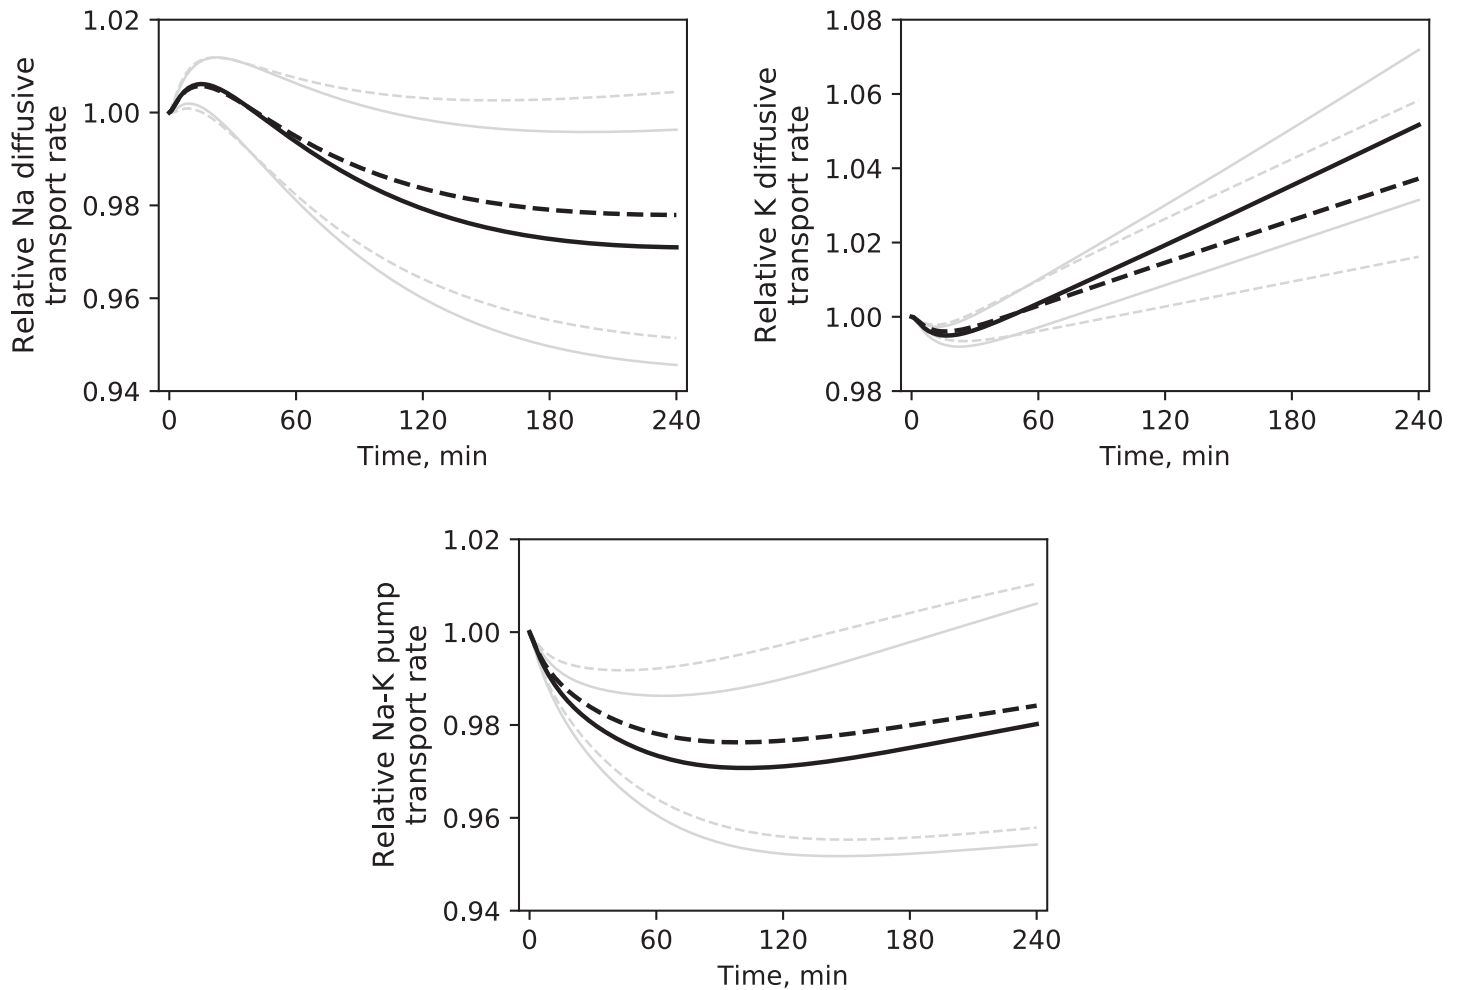 Relative Na diffusive
transport rate
1.02
1.00
0.98
0.96
0.94
0 60 120 180 240
Time, min
Relative K diffusive
transport rate
1.08
1.06
1.04
1.02
1.00
0.98
0 60 120 180 240
Time, min
Relative Na-K pump
transport rate
1.02
1.00
0.98
0.96
0.94
0 60 120 180 240
Time, min